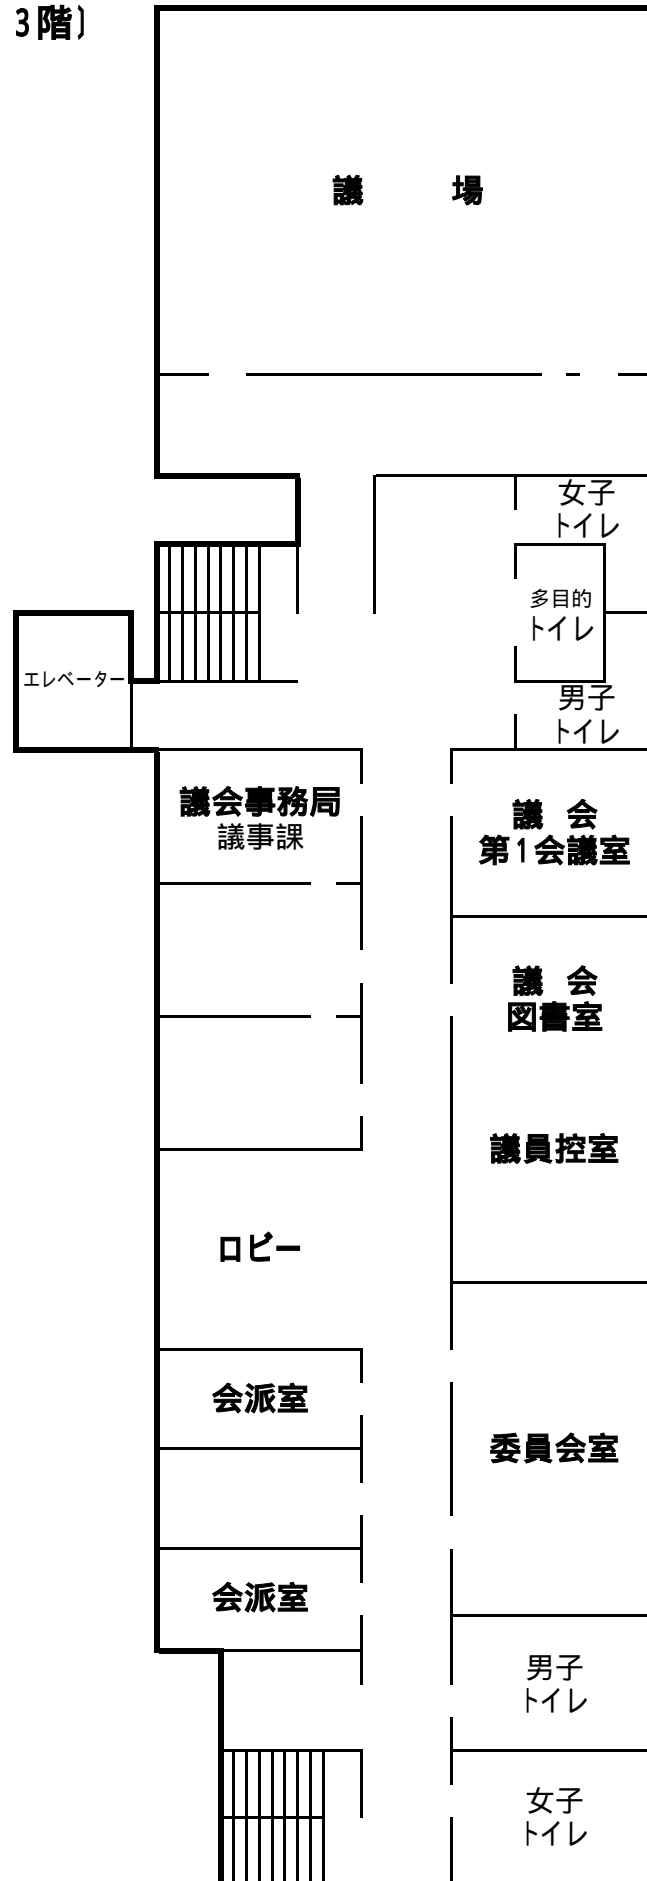 3階〕
議　　場
女子
トイレ
多目的
トイレ
エレベーター
男子
トイレ
議会事務局
議事課
議　会
第1会議室
議　会
図書室
議員控室
ロビー
会派室
委員会室
会派室
男子
トイレ
女子
トイレ